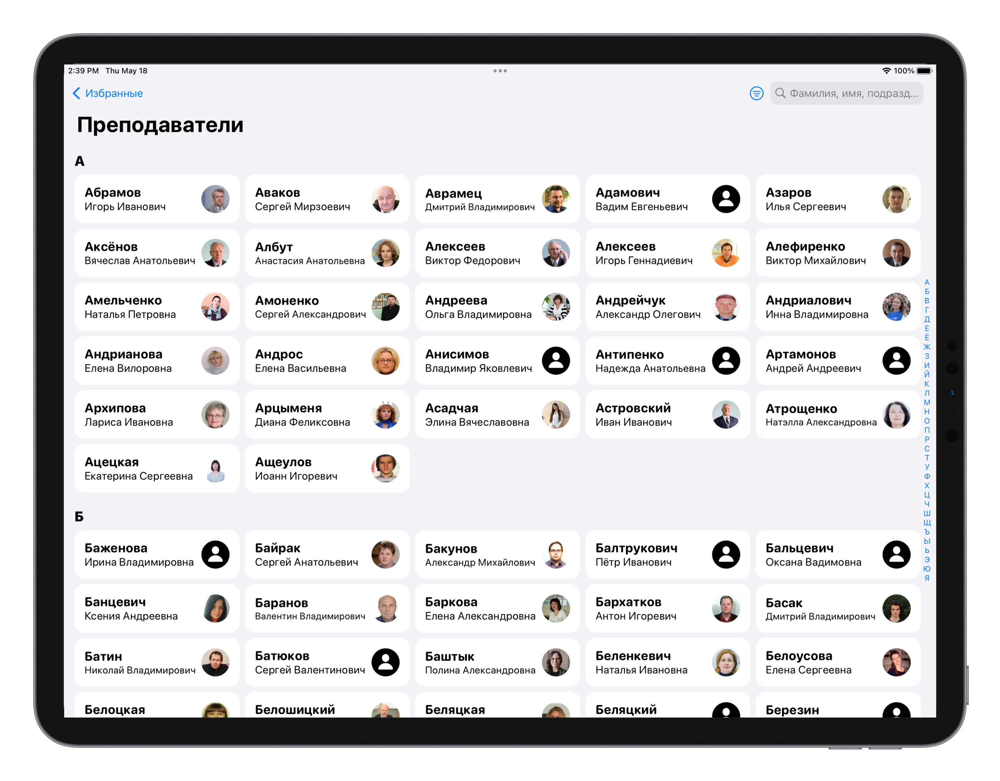 2:39 PM Thu May 18
100%
Избранные
Фамилия, имя, подразд...
Преподаватели
А
Абрамов
Игорь Иванович
Аваков
Сергей Мирзоевич
Аврамец
Дмитрий Владимирович
Адамович
Вадим Евгеньевич
Азаров
Илья Сергеевич
Аксёнов
Вячеслав Анатольевич
Албут
Анастасия Анатольевна
Алексеев
Виктор Федорович
Алексеев
Игорь Геннадиевич
Алефиренко
Виктор Михайлович
Амельченко
Наталья Петровна
Амоненко
Сергей Александрович
Андреева
Ольга Владимировна
Андрейчук
Александр Олегович
Андриалович
Инна Владимировна
Андрианова
Елена Вилоровна
Андрос
Елена Васильевна
Анисимов
Владимир Яковлевич
Антипенко
Надежда Анатольевна
Артамонов
Андрей Андреевич
Архипова
Лариса Ивановна
Арцыменя
Диана Феликсовна
Асадчая
Элина Вячеславовна
Астровский
Иван Иванович
Атрощенко
Натэлла Александровна
Ацецкая
Екатерина Сергеевна
Ащеулов
Иоанн Игоревич
Б
Баженова
Ирина Владимировна
Байрак
Сергей Анатольевич
Бакунов
Александр Михайлович
Балтрукович
Пётр Иванович
Бальцевич
Оксана Вадимовна
Банцевич
Ксения Андреевна
Баранов
Валентин Владимирович
Баркова
Елена Александровна
Бархатков
Антон Игоревич
Басак
Дмитрий Владимирович
Батин
Николай Владимирович
Батюков
Сергей Валентинович
Баштык
Полина Александровна
Беленкевич
Наталья Ивановна
Белоусова
Елена Сергеевна
Белоцкая
Белошицкий
Беляцкая
Беляцкий
Березин
А
Б
В
Г
Д
Е
Ё
Ж
З
И
Й
К
Л
М
Н
О
П
Р
С
Т
У
Ф
Х
Ц
Ч
Ш
Щ
Ъ
Ы
Ь
Э
Ю
Я